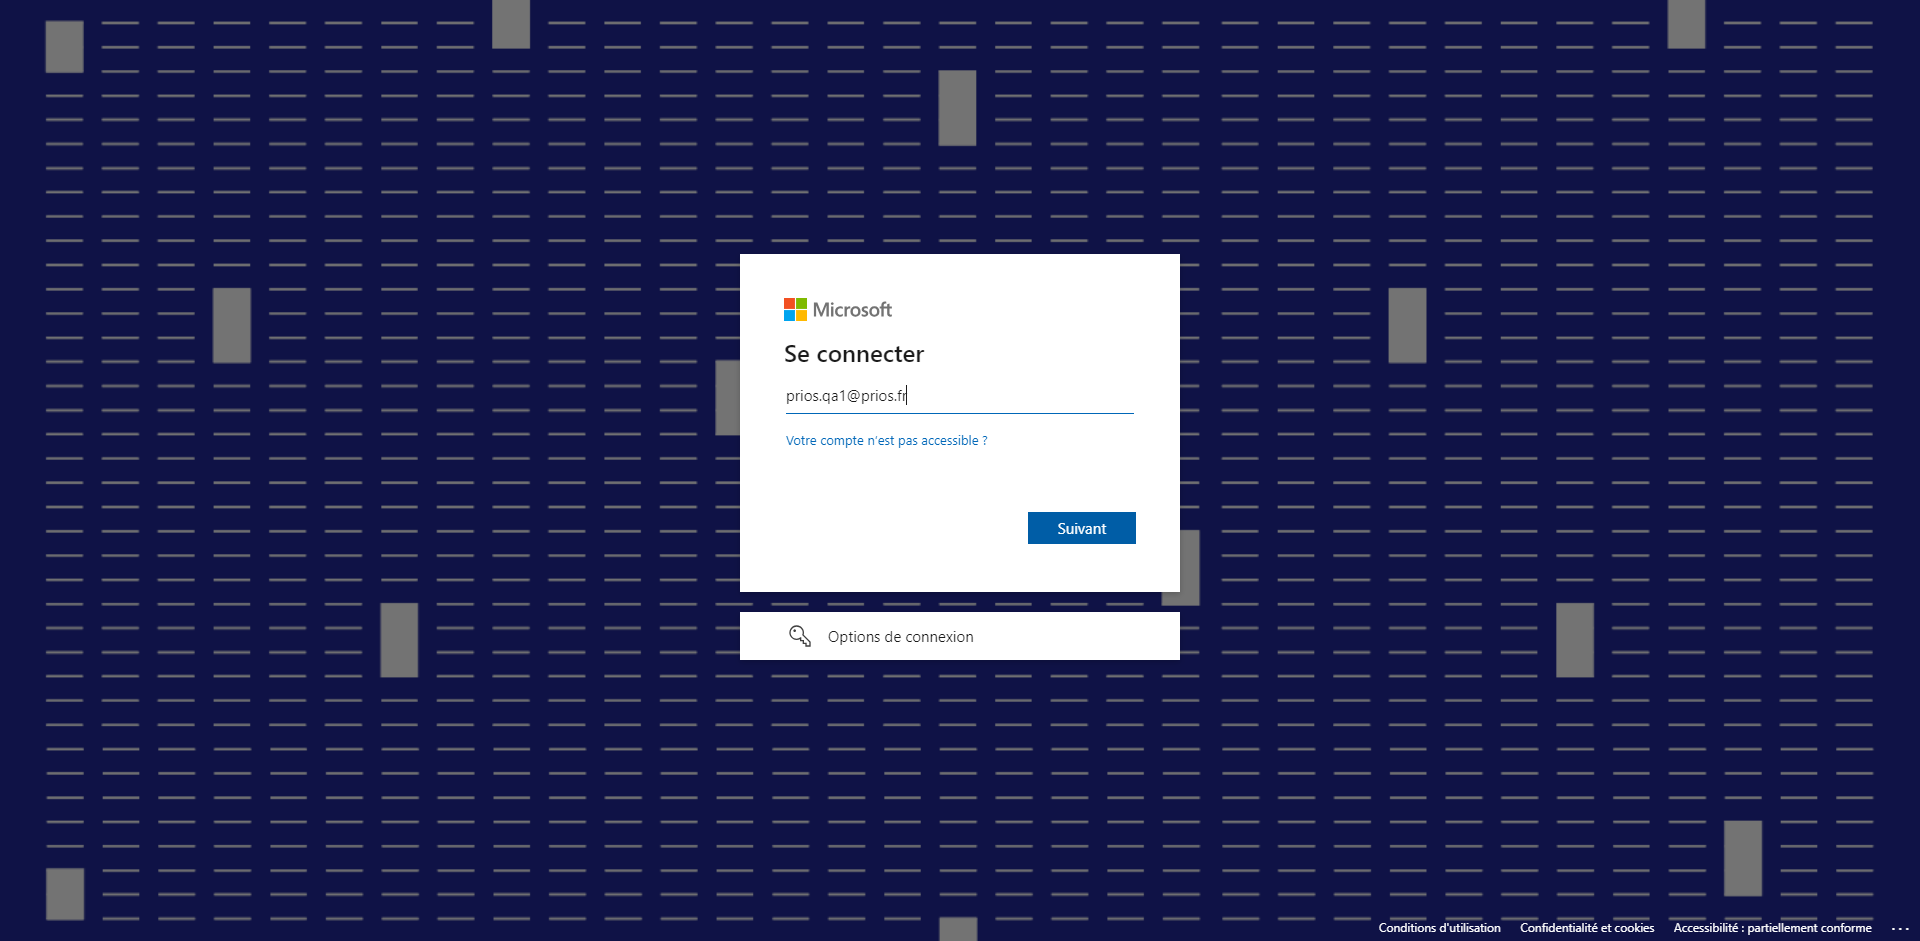 Microsoft
Se connecter
prios.qa1@prios.fr
Votre compte n'est pas accessible ?
Suivant
Options de connexion
Conditions d'utilisation Confidentialité et cookies Accessibilité : partiellement conforme ...